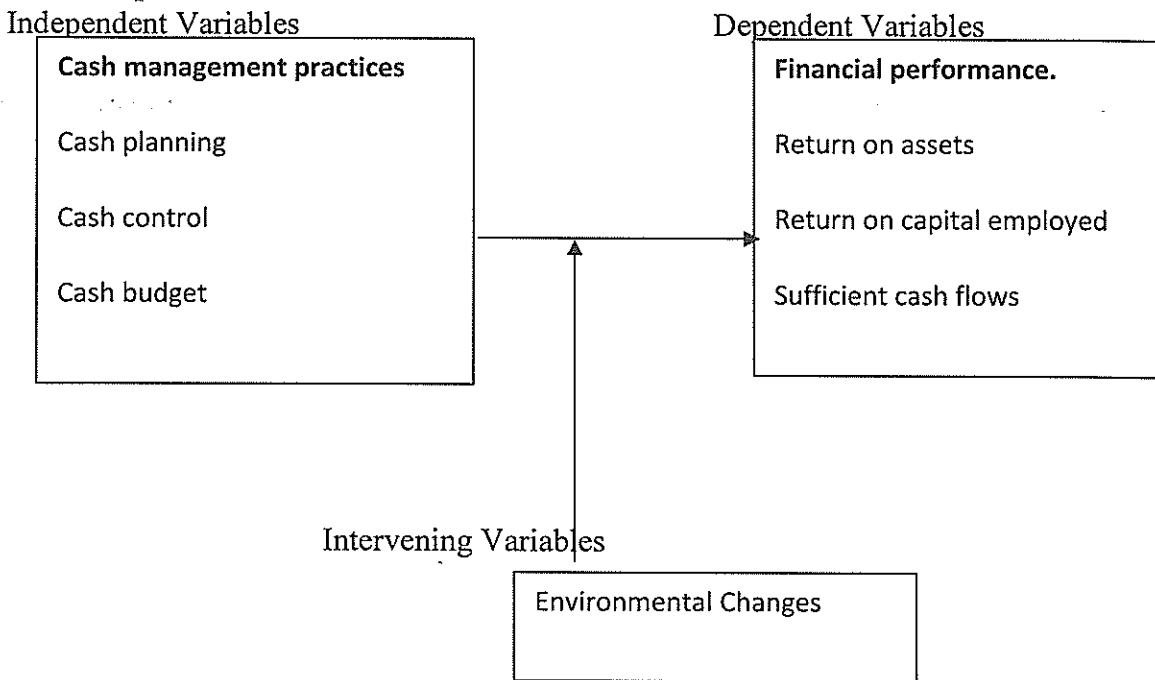 Independent Variables
Dependent Variables
Cash management practices
Cash planning
Cash control
Cash budget
Financial performance.
Return on assets
Return on capital employed
Sufficient cash flows
Intervening Variables
Environmental Changes